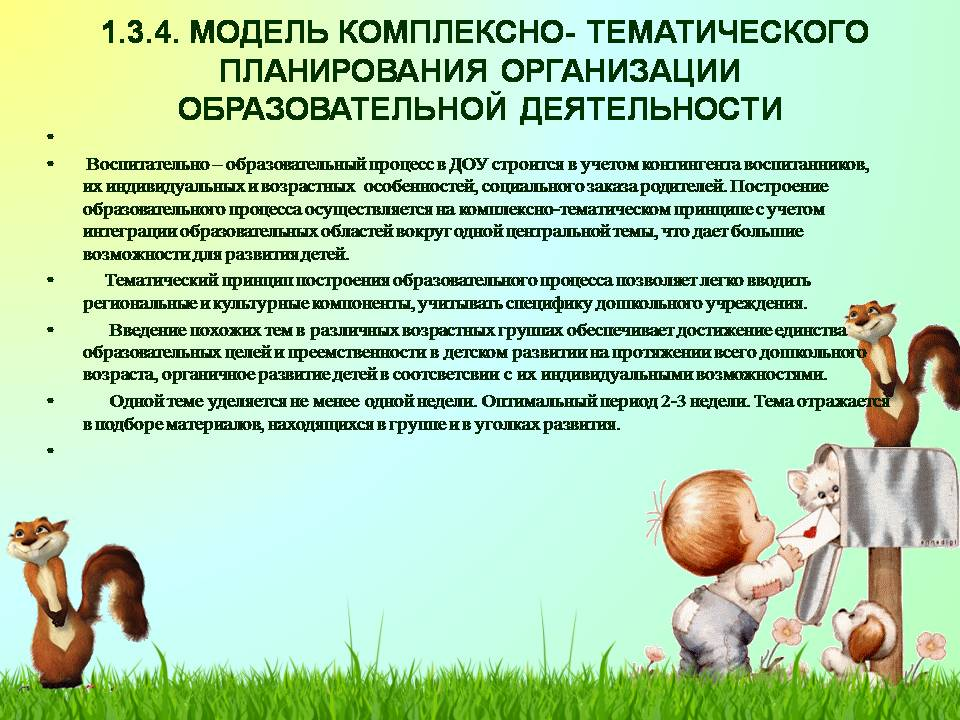 1.3.4. МОДЕЛЬ КОМПЛЕКСНО- ТЕМАТИЧЕСКОГО
ПЛАНИРОВАНИЯ ОРГАНИЗАЦИИ
ОБРАЗОВАТЕЛЬНОЙ ДЕЯТЕЛЬНОСТИ
•
• Воспитательно – образовательный процесс в ДОУ строится в учетом контингента воспитанников,
их индивидуальных и возрастных особенностей, социального заказа родителей. Построение
образовательного процесса осуществляется на комплексно-тематическом принципе с учетом
интеграции образовательных областей вокруг одной центральной темы, что дает большие
возможности для развития детей.
• Тематический принцип построения образовательного процесса позволяет легко вводить
региональные и культурные компоненты, учитывать специфику дошкольного учреждения.
• Введение похожих тем в различных возрастных группах обеспечивает достижение единства
образовательных целей и преемственности в детском развитии на протяжении всего дошкольного
возраста, органичное развитие детей в соотсветсвии с их индивидуальными возможностями.
• Одной теме уделяется не менее одной недели. Оптимальный период 2-3 недели. Тема отражается
в подборе материалов, находящихся в группе и в уголках развития.
•